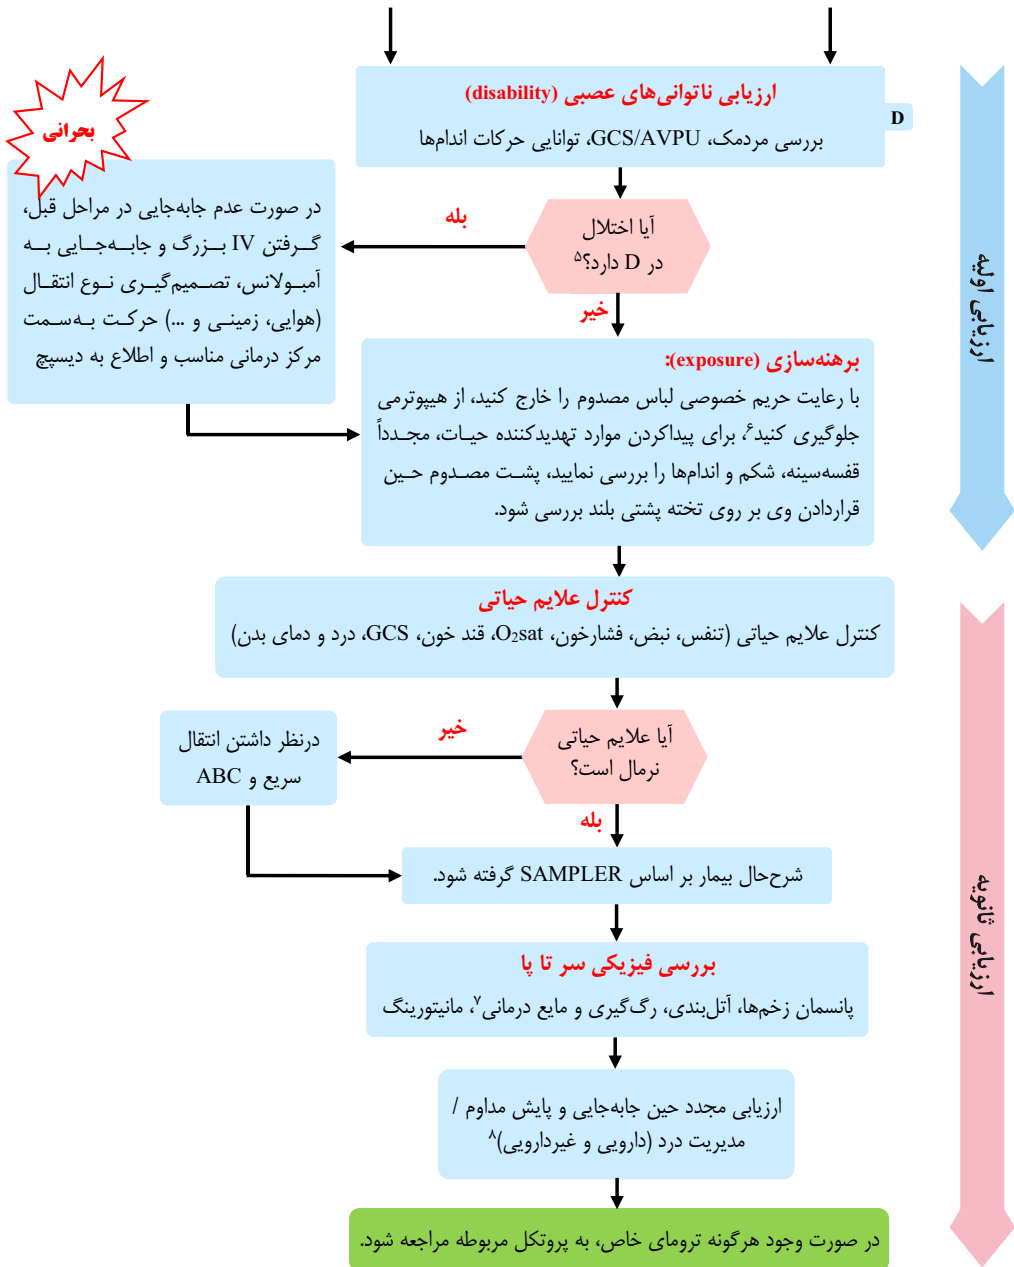 ارزیابی ناتوانی‌های عصبی (disability)
بررسی مردمک، GCS/AVPU، توانایی حرکات اندام‌ها
D
بحرانی
آیا اختلال
در D دارد؟۵
بله
در صورت عدم جابه‌جایی در مراحل قبل،
گرفتن IV بزرگ و جابه‌جایی به
آمبولانس، تصمیم‌گیری نوع انتقال
(هوایی، زمینی و ...) حرکت به‌سمت
مرکز درمانی مناسب و اطلاع به دیسپچ
خیر
برهنه‌سازی (exposure):
با رعایت حریم خصوصی لباس مصدوم را خارج کنید، از هیپوترمی
جلوگیری کنید۶، برای پیداکردن موارد تهدیدکننده حیات، مجدداً
قفسه‌سینه، شکم و اندام‌ها را بررسی نمایید، پشت مصدوم حین
قراردادن وی بر روی تخته پشتی بلند بررسی شود.
ارزیابی اولیه
کنترل علایم حیاتی
کنترل علایم حیاتی (تنفس، نبض، فشارخون، O₂sat، قند خون، GCS، درد و دمای بدن)
آیا علایم حیاتی
نرمال است؟
خیر
درنظر داشتن انتقال
سریع و ABC
بله
شرح‌حال بیمار بر اساس SAMPLER گرفته شود.
بررسی فیزیکی سر تا پا
پانسمان زخم‌ها، آتل‌بندی، رگ‌گیری و مایع درمانی۷، مانیتورینگ
ارزیابی مجدد حین جابه‌جایی و پایش مداوم /
مدیریت درد (دارویی و غیردارویی)۸
در صورت وجود هرگونه ترومای خاص، به پروتکل مربوطه مراجعه شود.
ارزیابی ثانویه